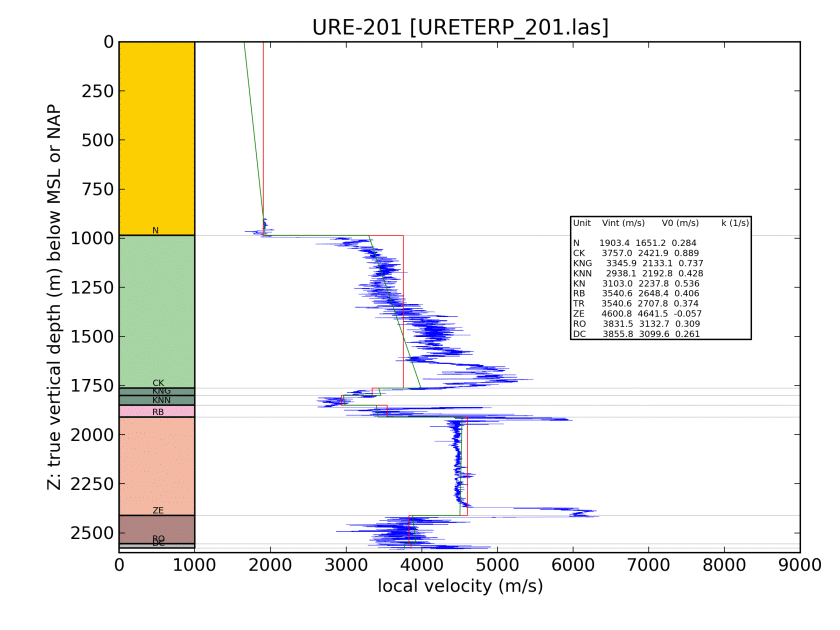 URE-201 [URETERP_201.las]
Z: true vertical depth (m) below MSL or NAP
0
250
500
750
1000
1250
1500
1750
2000
2250
2500
N
CK
KNG
KNN
RB
ZE
RO
DC
Unit Vint (m/s) V0 (m/s) k (1/s)
N 1903.4 1651.2 0.284
CK 3757.0 2421.9 0.889
KNG 3345.9 2133.1 0.737
KNN 2938.1 2192.8 0.428
KN 3103.0 2237.8 0.536
RB 3540.6 2648.4 0.406
TR 3540.6 2707.8 0.374
ZE 4600.8 4641.5 -0.057
RO 3831.5 3132.7 0.309
DC 3855.8 3099.6 0.261
0 1000 2000 3000 4000 5000 6000 7000 8000 9000
local velocity (m/s)